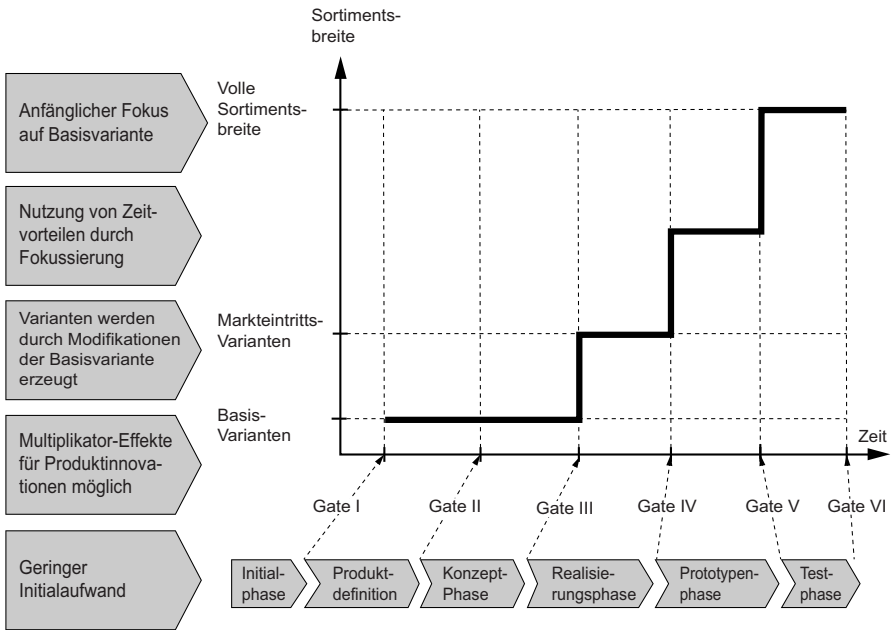 Sortiments-
breite
Anfänglicher Fokus
auf Basisvariante
Nutzung von Zeit-
vorteilen durch
Fokussierung
Varianten werden
durch Modifikationen
der Basisvariante
erzeugt
Multiplikator-Effekte
für Produktinnova-
tionen möglich
Geringer
Initialaufwand
Volle
Sortiments-
breite
Markteintritts-
Varianten
Basis-
Varianten
Zeit
Gate I
Gate II
Gate III
Gate IV
Gate V
Gate VI
Initial-
phase
Produkt-
definition
Konzept-
Phase
Realisie-
rungsphase
Prototypen-
phase
Test-
phase